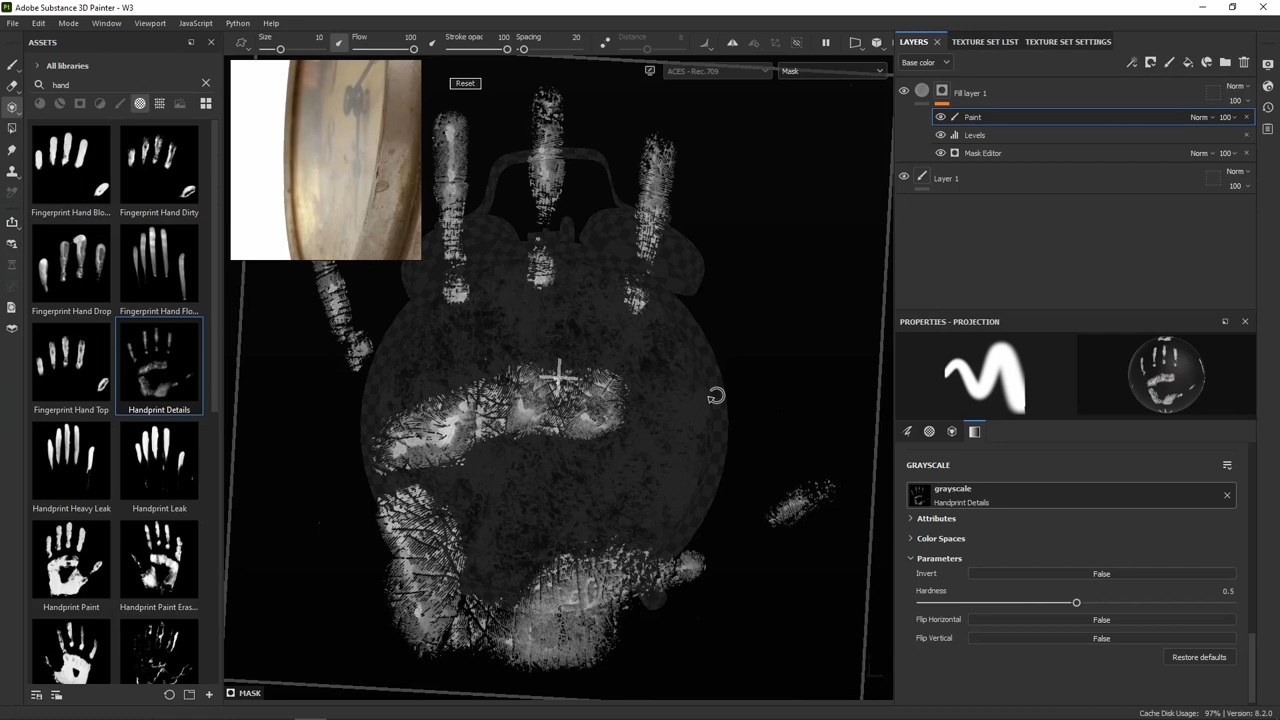 Adobe Substance 3D Painter - W3
File Edit Mode Window Viewport JavaScript Python Help
ASSETS
All libraries
hand
Fingerprint Hand Blo...
Fingerprint Hand Dirty
Fingerprint Hand Drop
Fingerprint Hand Flo...
Fingerprint Hand Top
Handprint Details
Handprint Heavy Leak
Handprint Leak
Handprint Paint
Handprint Paint Eras...
Size 10
Flow 100
Stroke opa... 100
Spacing 20
Distance 8
Reset
ACES - Rec.709
Mask
MASK
LAYERS
TEXTURE SET LIST
TEXTURE SET SETTINGS
Base color
Fill layer 1
Norm
100
Paint
Norm 100
Levels
Mask Editor
Norm 100
Layer 1
Norm
100
PROPERTIES - PROJECTION
GRAYSCALE
grayscale
Handprint Details
Attributes
Color Spaces
Parameters
Invert False
Hardness 0.5
Flip Horizontal False
Flip Vertical False
Restore defaults
Cache Disk Usage: 97% | Version: 8.2.0